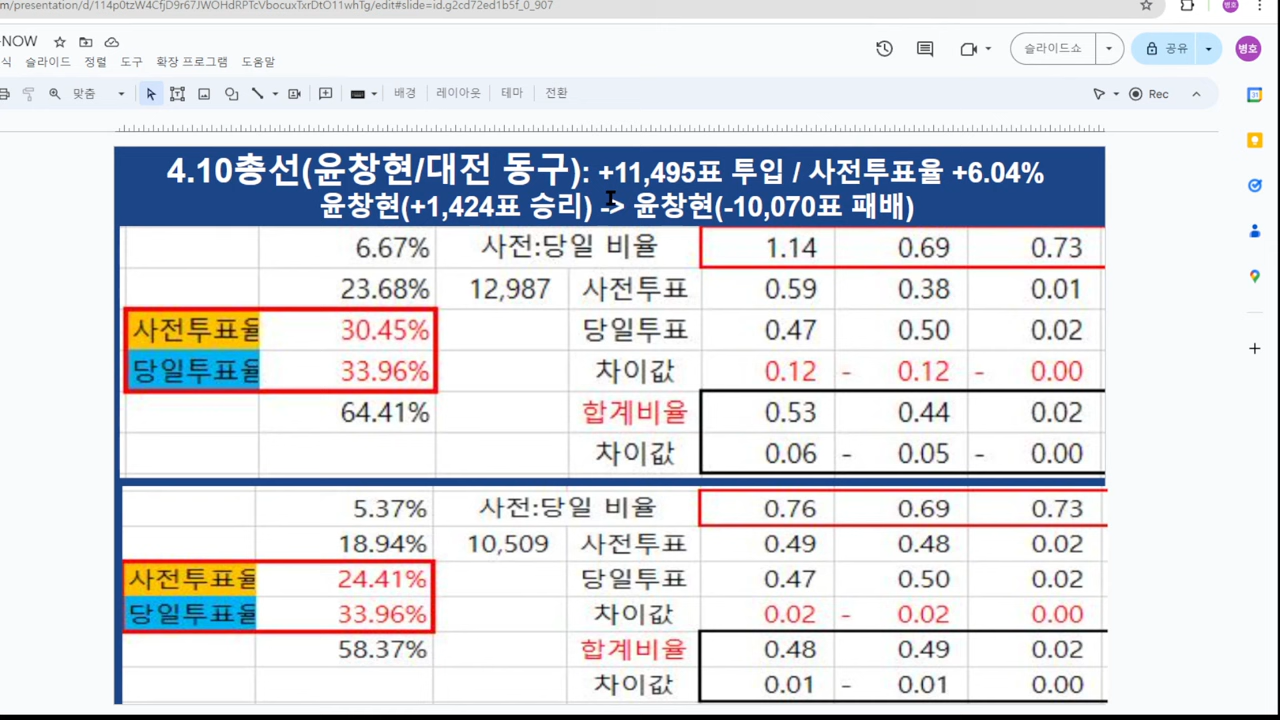 m/presentation/d/114p0tzW4CfjD9r67JWOHdRPTcVbocuxTxrDtO11whTg/edit#slide=id.g2cd72ed1b5f_0_907
병호
-NOW
식 슬라이드 정렬 도구 확장 프로그램 도움말
슬라이드쇼
공유
병호
맞춤
배경 레이아웃 테마 전환
Rec
31
4.10총선(윤창현/대전 동구): +11,495표 투입 / 사전투표율 +6.04%
윤창현(+1,424표 승리) -> 윤창현(-10,070표 패배)
6.67% 사전:당일 비율 1.14 0.69 0.73
23.68% 12,987 사전투표 0.59 0.38 0.01
사전투표율 30.45% 당일투표 0.47 0.50 0.02
당일투표율 33.96% 차이값 0.12 - 0.12 - 0.00
64.41% 합계비율 0.53 0.44 0.02
차이값 0.06 - 0.05 - 0.00
5.37% 사전:당일 비율 0.76 0.69 0.73
18.94% 10,509 사전투표 0.49 0.48 0.02
사전투표율 24.41% 당일투표 0.47 0.50 0.02
당일투표율 33.96% 차이값 0.02 - 0.02 0.00
58.37% 합계비율 0.48 0.49 0.02
차이값 0.01 - 0.01 0.00